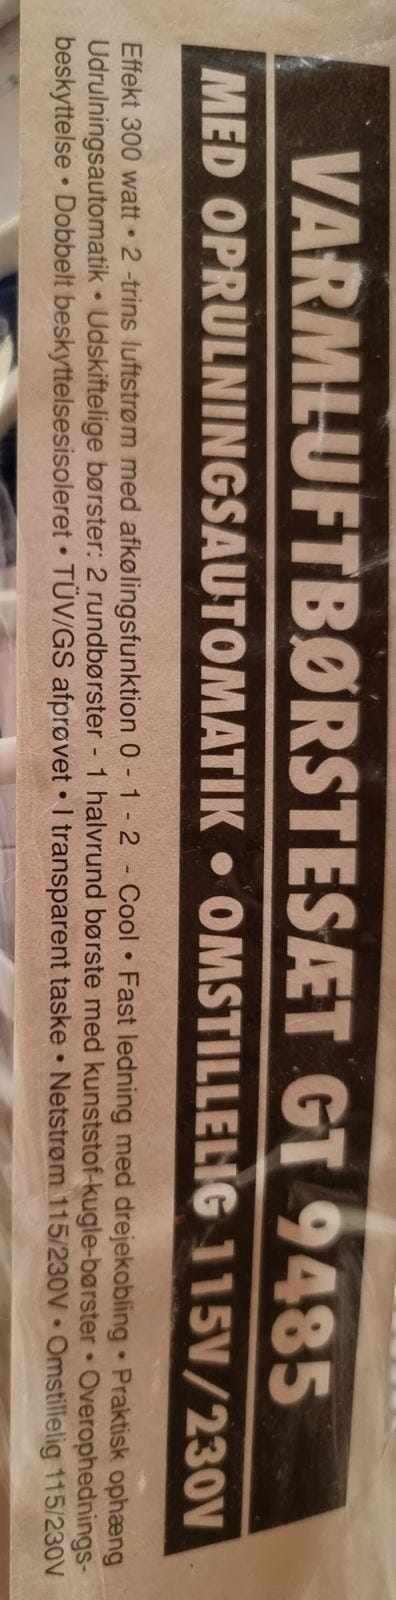 VARMLUFTBØRSTESÆT GT 9485
MED OPRULNINGSAUTOMATIK • OMSTILLELIG 115V/230V
Effekt 300 watt • 2 -trins luftstrøm med afkølingsfunktion 0 - 1 - 2 - Cool • Fast ledning med drejekobling • Praktisk ophæng
Udrulningsautomatik • Udskiftelige børster: 2 rundbørster - 1 halvrund børste med kunststof-kugle-børster • Overophednings-
beskyttelse • Dobbelt beskyttelsesisoleret • TÜV/GS afprøvet • I transparent taske • Netstrøm 115/230V • Omstillelig 115/230V